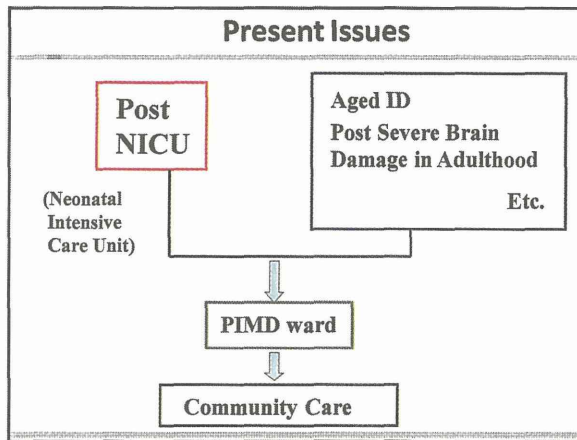 Present Issues
Post
NICU
(Neonatal
Intensive
Care Unit)
Aged ID
Post Severe Brain
Damage in Adulthood
Etc.
PIMD ward
Community Care